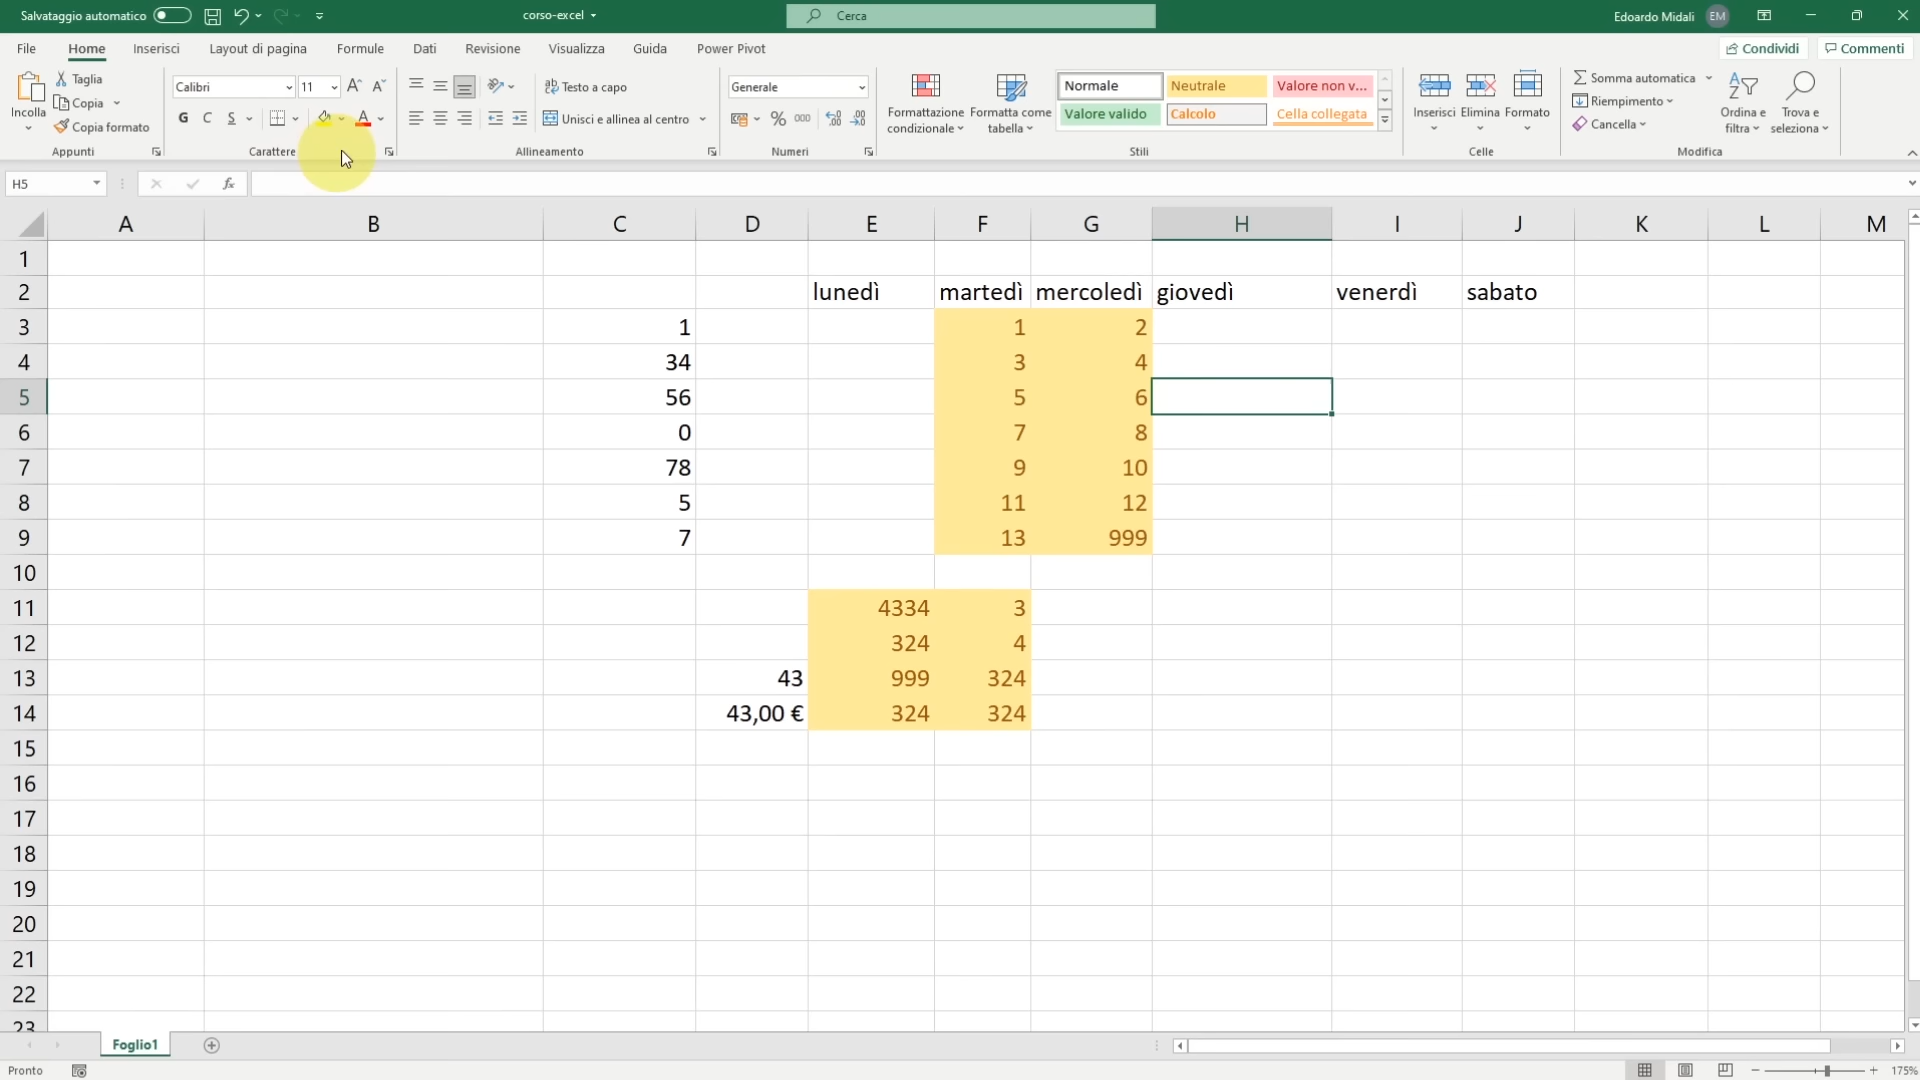 Salvataggio automatico corso-excel Cerca Edoardo Midali EM
File Home Inserisci Layout di pagina Formule Dati Revisione Visualizza Guida Power Pivot Condividi Commenti
Incolla
Taglia
Copia
Copia formato
Appunti
Calibri 11
G C S
Carattere
Testo a capo
Unisci e allinea al centro
Allineamento
Generale
% 000
Numeri
Formattazione condizionale
Formatta come tabella
Normale Neutrale Valore non v...
Valore valido Calcolo Cella collegata
Stili
Inserisci Elimina Formato
Celle
Somma automatica
Riempimento
Cancella
Ordina e filtra
Trova e seleziona
Modifica
H5 fx
A B C D E F G H I J K L M
1
2 lunedì martedì mercoledì giovedì venerdì sabato
3 1 1 2
4 34 3 4
5 56 5 6
6 0 7 8
7 78 9 10
8 5 11 12
9 7 13 999
10
11 4334 3
12 324 4
13 43 999 324
14 43,00 € 324 324
15
16
17
18
19
20
21
22
23
Foglio1
Pronto 175%